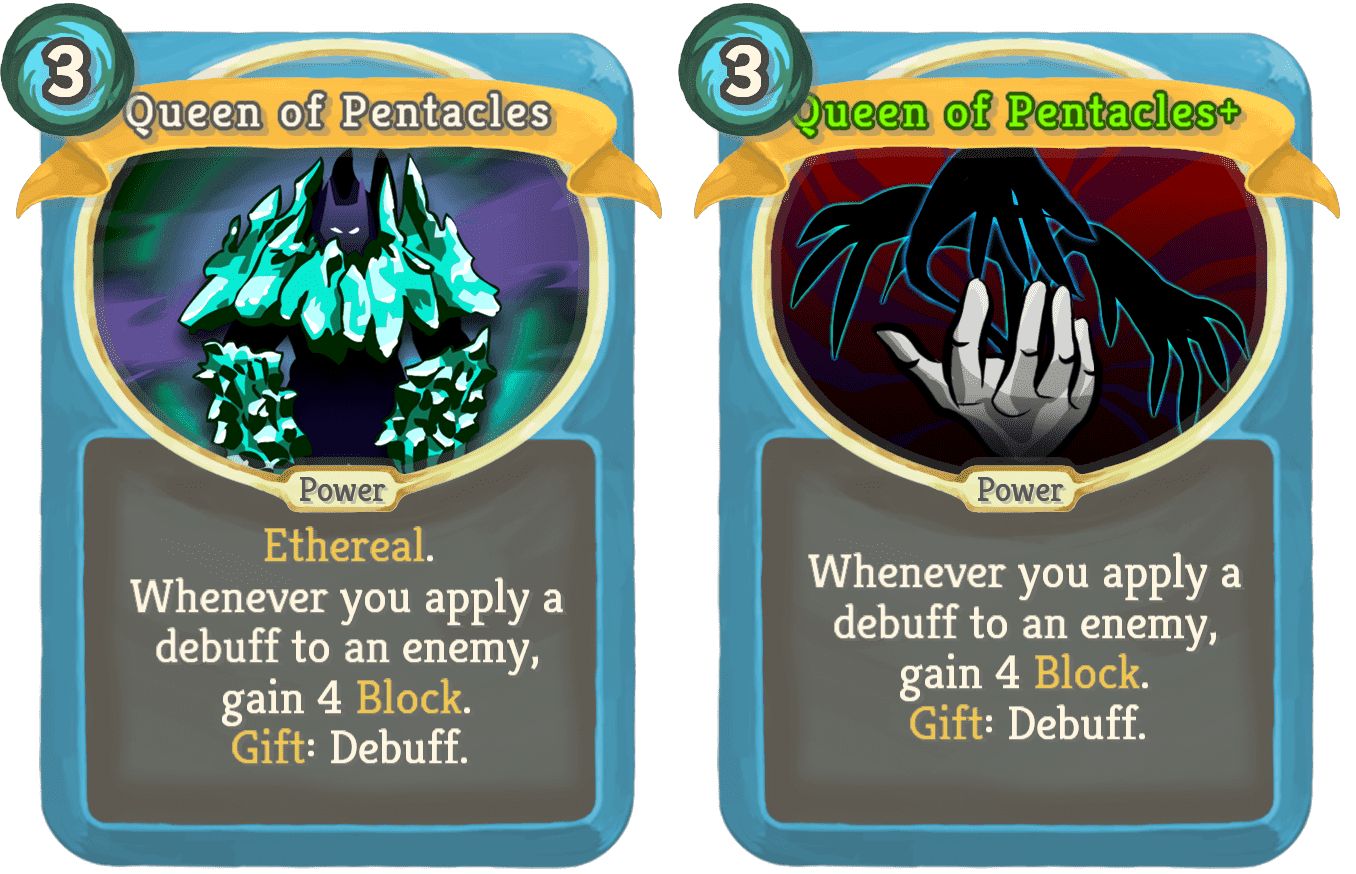 3
Queen of Pentacles
Power
Ethereal.
Whenever you apply a
debuff to an enemy,
gain 4 Block.
Gift: Debuff.
3
Queen of Pentacles+
Power
Whenever you apply a
debuff to an enemy,
gain 4 Block.
Gift: Debuff.